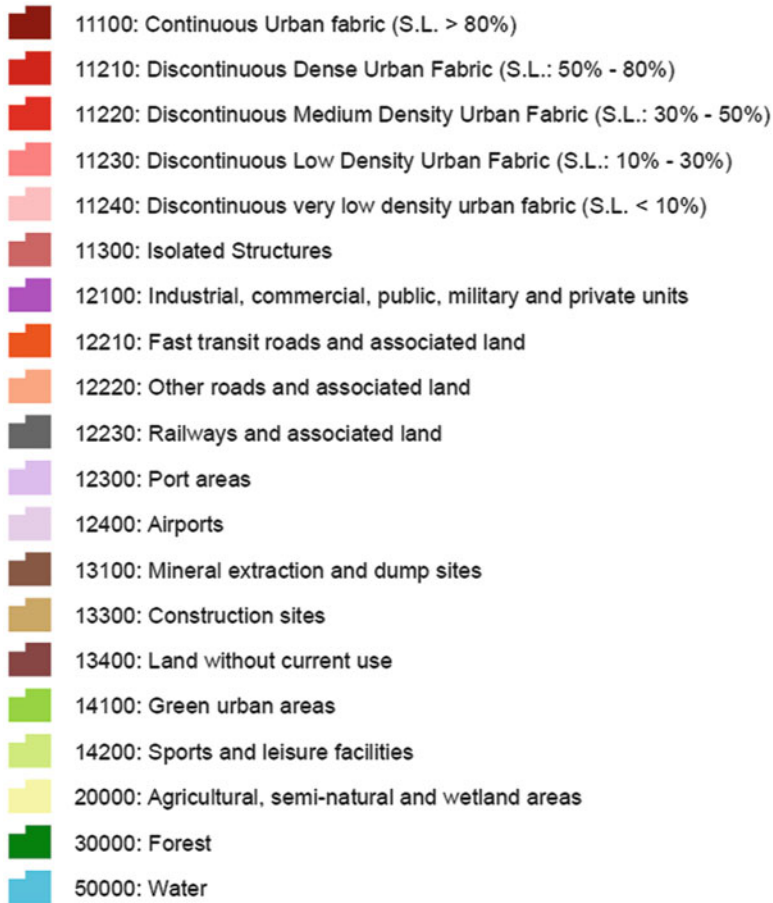 11100: Continuous Urban fabric (S.L. > 80%)
11210: Discontinuous Dense Urban Fabric (S.L.: 50% - 80%)
11220: Discontinuous Medium Density Urban Fabric (S.L.: 30% - 50%)
11230: Discontinuous Low Density Urban Fabric (S.L.: 10% - 30%)
11240: Discontinuous very low density urban fabric (S.L. < 10%)
11300: Isolated Structures
12100: Industrial, commercial, public, military and private units
12210: Fast transit roads and associated land
12220: Other roads and associated land
12230: Railways and associated land
12300: Port areas
12400: Airports
13100: Mineral extraction and dump sites
13300: Construction sites
13400: Land without current use
14100: Green urban areas
14200: Sports and leisure facilities
20000: Agricultural, semi-natural and wetland areas
30000: Forest
50000: Water